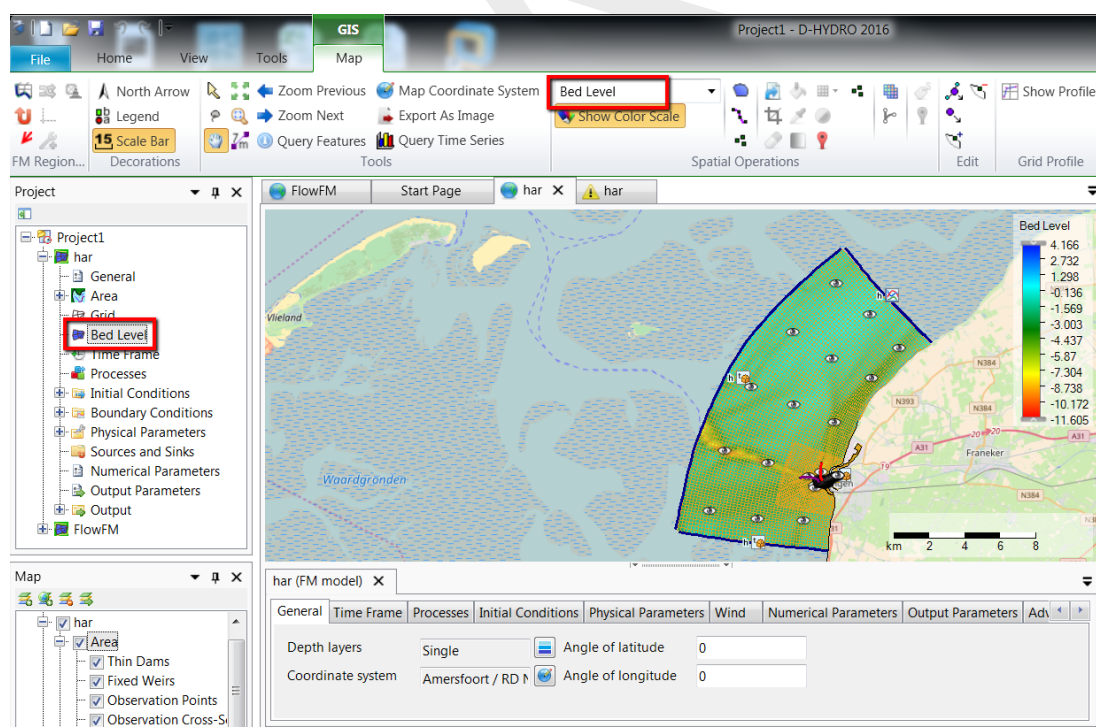 GIS
Project1 - D-HYDRO 2016
File Home View Tools Map
North Arrow Zoom Previous Map Coordinate System Bed Level Show Profile
Legend Zoom Next Export As Image Show Color Scale
15 Scale Bar Query Features Query Time Series
FM Region... Decorations Tools Spatial Operations Edit Grid Profile
Project
FlowFM Start Page har har
Project1
har
General
Area
Grid
Bed Level
Time Frame
Processes
Initial Conditions
Boundary Conditions
Physical Parameters
Sources and Sinks
Numerical Parameters
Output Parameters
Output
FlowFM
Bed Level
4.166
2.732
1.298
-0.136
-1.569
-3.003
-4.437
-5.87
-7.304
-8.738
-10.172
-11.605
Vlieland
Waardgronden
h
h
h
N384
N393
N384
A31
A31
Franeker
N384
km 2 4 6 8
Map
har
Area
Thin Dams
Fixed Weirs
Observation Points
Observation Cross-S
har (FM model)
General Time Frame Processes Initial Conditions Physical Parameters Wind Numerical Parameters Output Parameters Adv
Depth layers Single Angle of latitude 0
Coordinate system Amersfoort / RD N Angle of longitude 0